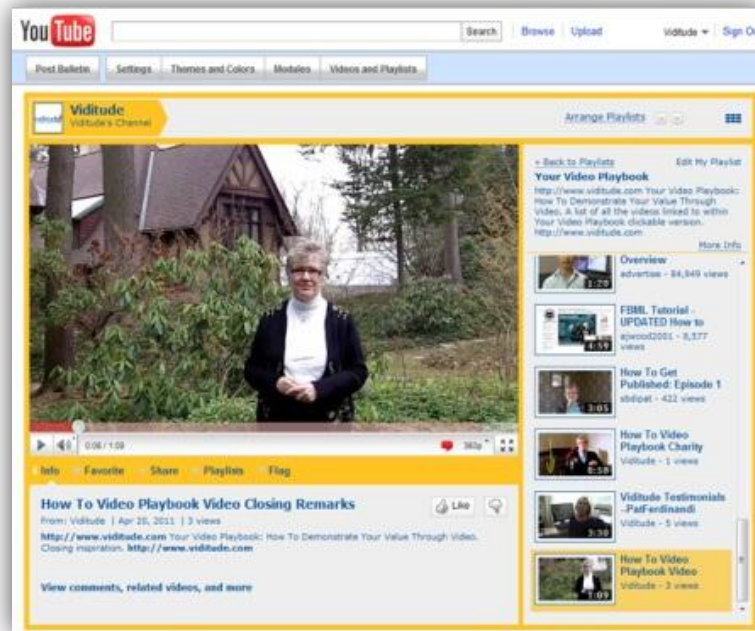 YouTube
Search
Browse
Upload
Viditude
Sign Ou
Post Bulletin
Settings
Themes and Colors
Modules
Videos and Playlists
Viditude
Viditude's Channel
Arrange Playlists
« Back to Playlists
Edit My Playlist
Your Video Playbook
http://www.viditude.com Your Video Playbook:
How To Demonstrate Your Value Through
Video. A list of all the videos linked to within
Your Video Playbook clickable version.
http://www.viditude.com
More Info
Overview
advertise - 84,949 views
1:20
FBML Tutorial -
UPDATED How to
ejwood2001 - 8,577
views
4:59
How To Get
Published: Episode 1
sbdipat - 422 views
3:05
How To Video
Playbook Charity
Viditude - 1 views
0:58
Viditude Testimonials
-PatFerdinandi
Viditude - 5 views
3:30
How To Video
Playbook Video
Viditude - 3 views
1:09
0:06 / 1:09
360p
Info
Favorite
Share
Playlists
Flag
How To Video Playbook Video Closing Remarks
Like
From: Viditude | Apr 20, 2011 | 3 views
http://www.viditude.com Your Video Playbook: How To Demonstrate Your Value Through Video.
Closing inspiration. http://www.viditude.com
View comments, related videos, and more